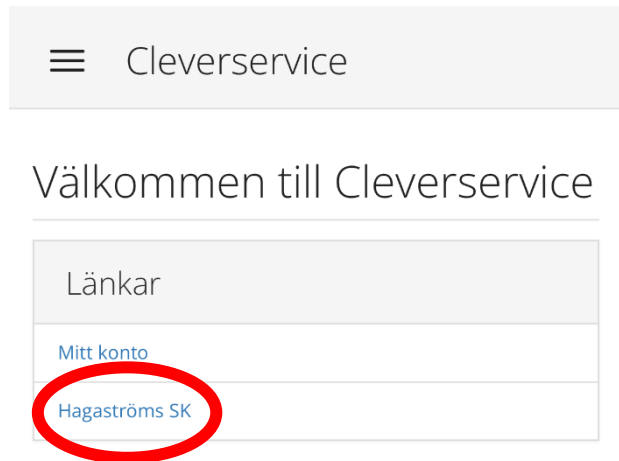 Cleverservice
Välkommen till Cleverservice
Länkar
Mitt konto
Hagaströms SK